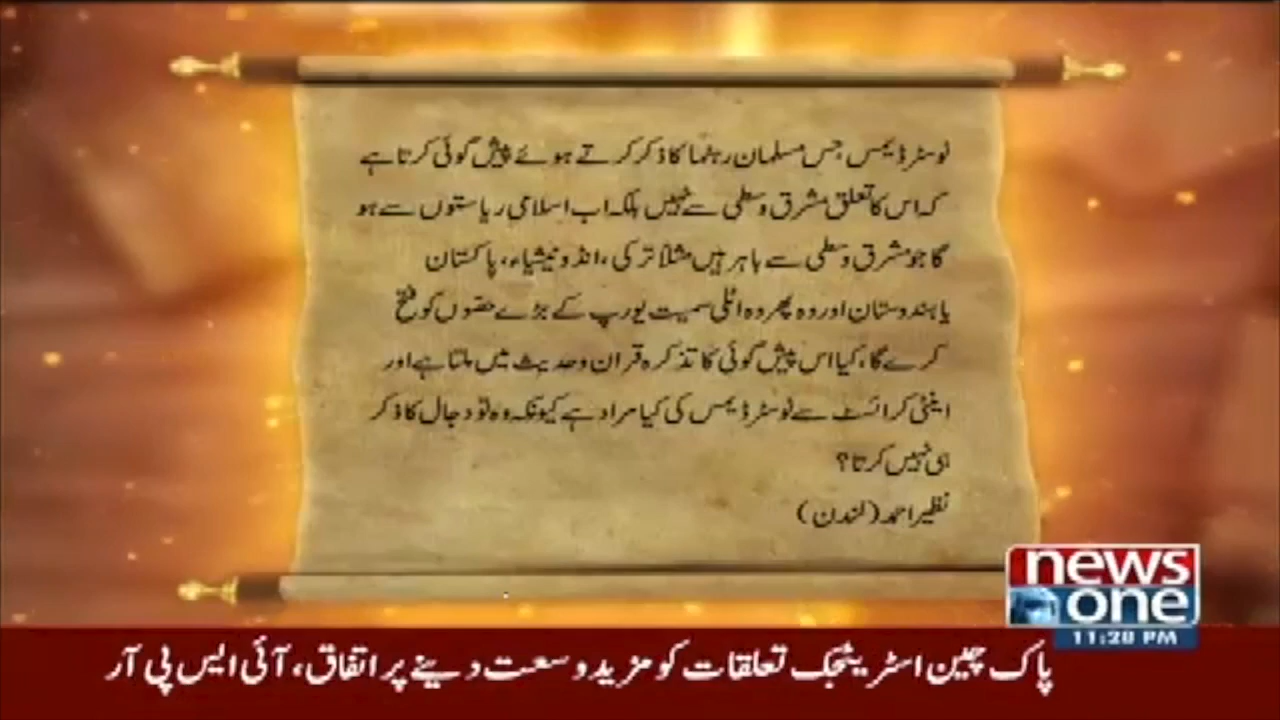 نوسٹرڈیمس جس مسلمان رہنما کا ذکر کرتے ہوئے پیش گوئی کرتا ہے
کہ اس کا تعلق مشرق وسطی سے نہیں بلکہ اب اسلامی ریاستوں سے ہو
گا جو مشرق وسطی سے باہر ہیں مثلاً ترکی ، انڈونیشیاء ، پاکستان
یا ہندوستان اور وہ پھر وہ اٹلی سمیت یورپ کے بڑے حصّوں کو فتح
کرے گا ، کیا اس پیش گوئی کا تذکرہ قران و حدیث میں ملتا ہے اور
اینٹی کرائسٹ سے نوسٹرڈیمس کی کیا مراد ہے کیونکہ وہ تو دجال کا ذکر
ہی نہیں کرتا ؟
نظیر احمد (لندن)
news
one
11:28 PM
پاک چین اسٹریٹجک تعلقات کو مزید وسعت دینے پر اتفاق، آئی ایس پی آر